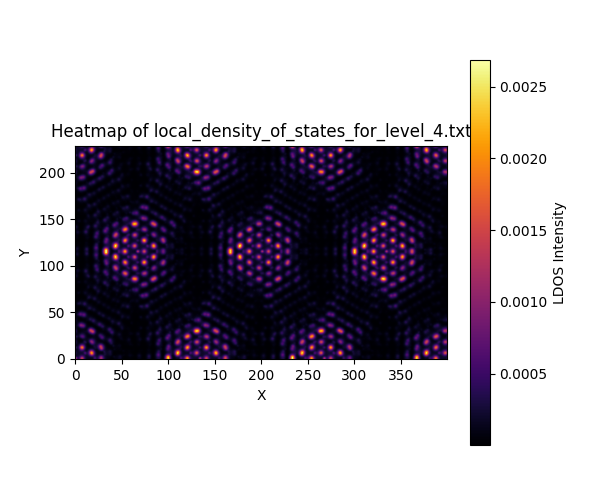 Heatmap of local_density_of_states_for_level_4.txt
Y
200
150
100
50
0
0 50 100 150 200 250 300 350
X
0.0025
0.0020
0.0015
0.0010
0.0005
LDOS Intensity